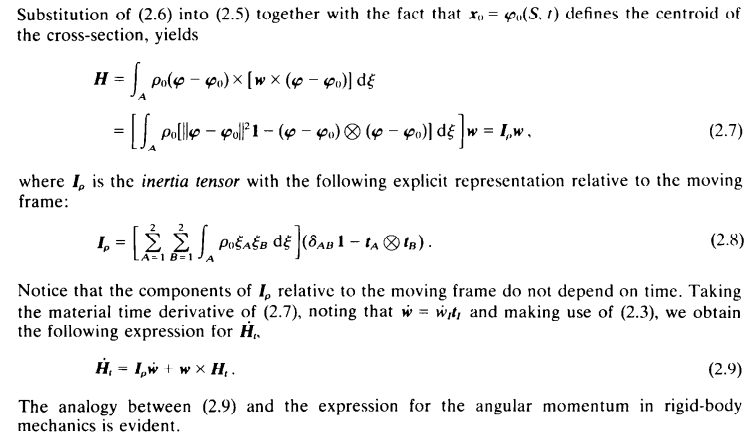 Substitution of (2.6) into (2.5) together with the fact that x₀ = φ₀(S, t) defines the centroid of
the cross-section, yields
H = ∫_A ρ₀(φ − φ₀) × [w × (φ − φ₀)] dξ
= [∫_A ρ₀[‖φ − φ₀‖²1 − (φ − φ₀) ⊗ (φ − φ₀)] dξ]w = I_ρw , (2.7)
where I_ρ is the inertia tensor with the following explicit representation relative to the moving
frame:
I_ρ = [∑_{A=1}^{2} ∑_{B=1}^{2} ∫_A ρ₀ξ_Aξ_B dξ](δ_AB 1 − t_A ⊗ t_B) . (2.8)
Notice that the components of I_ρ relative to the moving frame do not depend on time. Taking
the material time derivative of (2.7), noting that ẇ = ẇ_I t_I and making use of (2.3), we obtain
the following expression for Ḣ_t,
Ḣ_t = I_ρẇ + w × H_t . (2.9)
The analogy between (2.9) and the expression for the angular momentum in rigid-body
mechanics is evident.